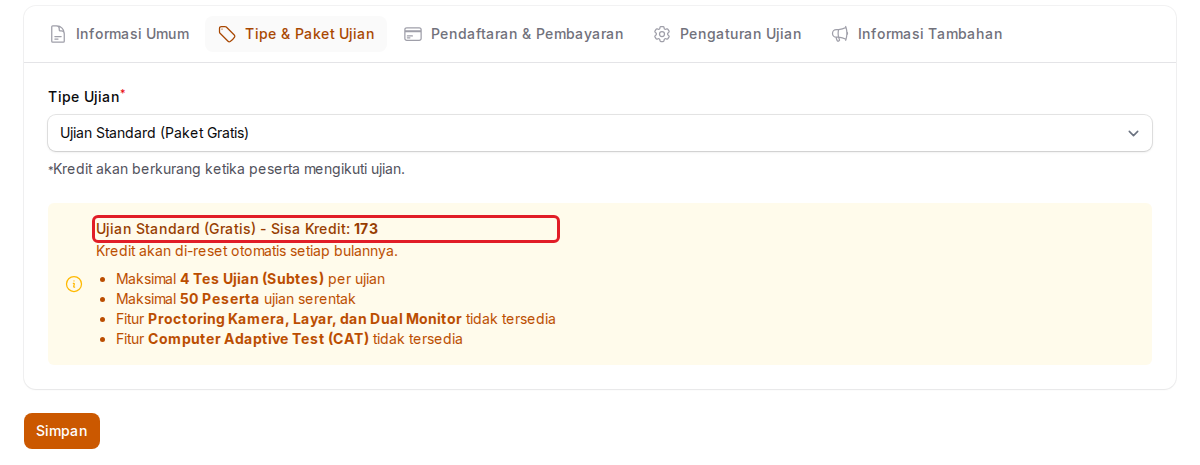 Informasi Umum
Tipe & Paket Ujian
Pendaftaran & Pembayaran
Pengaturan Ujian
Informasi Tambahan
Tipe Ujian*
Ujian Standard (Paket Gratis)
*Kredit akan berkurang ketika peserta mengikuti ujian.
Ujian Standard (Gratis) - Sisa Kredit: 173
Kredit akan di-reset otomatis setiap bulannya.
• Maksimal 4 Tes Ujian (Subtes) per ujian
• Maksimal 50 Peserta ujian serentak
• Fitur Proctoring Kamera, Layar, dan Dual Monitor tidak tersedia
• Fitur Computer Adaptive Test (CAT) tidak tersedia
Simpan